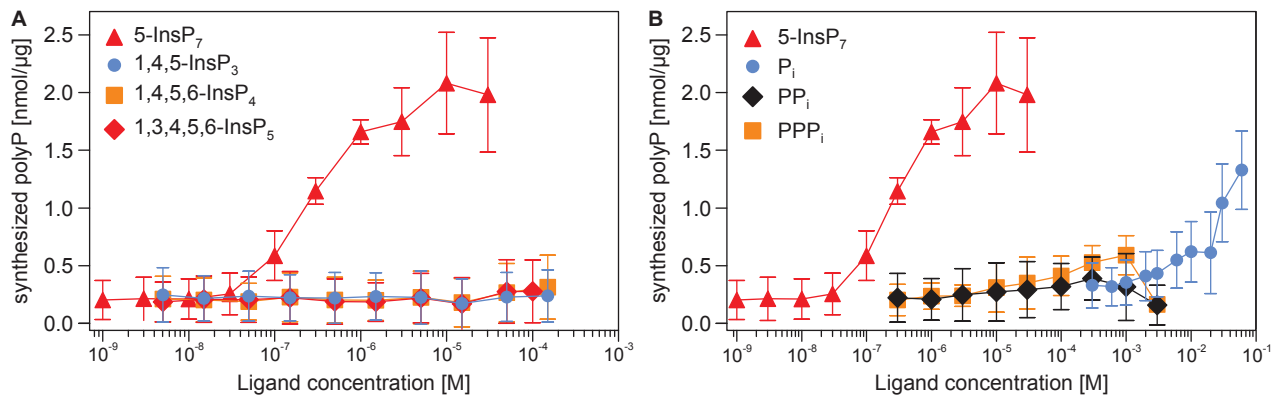 A
synthesized polyP [nmol/µg]
2.5
2.0
1.5
1.0
0.5
0.0
5-InsP₇
1,4,5-InsP₃
1,4,5,6-InsP₄
1,3,4,5,6-InsP₅
10⁻⁹ 10⁻⁸ 10⁻⁷ 10⁻⁶ 10⁻⁵ 10⁻⁴ 10⁻³
Ligand concentration [M]
B
synthesized polyP [nmol/µg]
2.5
2.0
1.5
1.0
0.5
0.0
5-InsP₇
Pᵢ
PPᵢ
PPPᵢ
10⁻⁹ 10⁻⁸ 10⁻⁷ 10⁻⁶ 10⁻⁵ 10⁻⁴ 10⁻³ 10⁻² 10⁻¹
Ligand concentration [M]